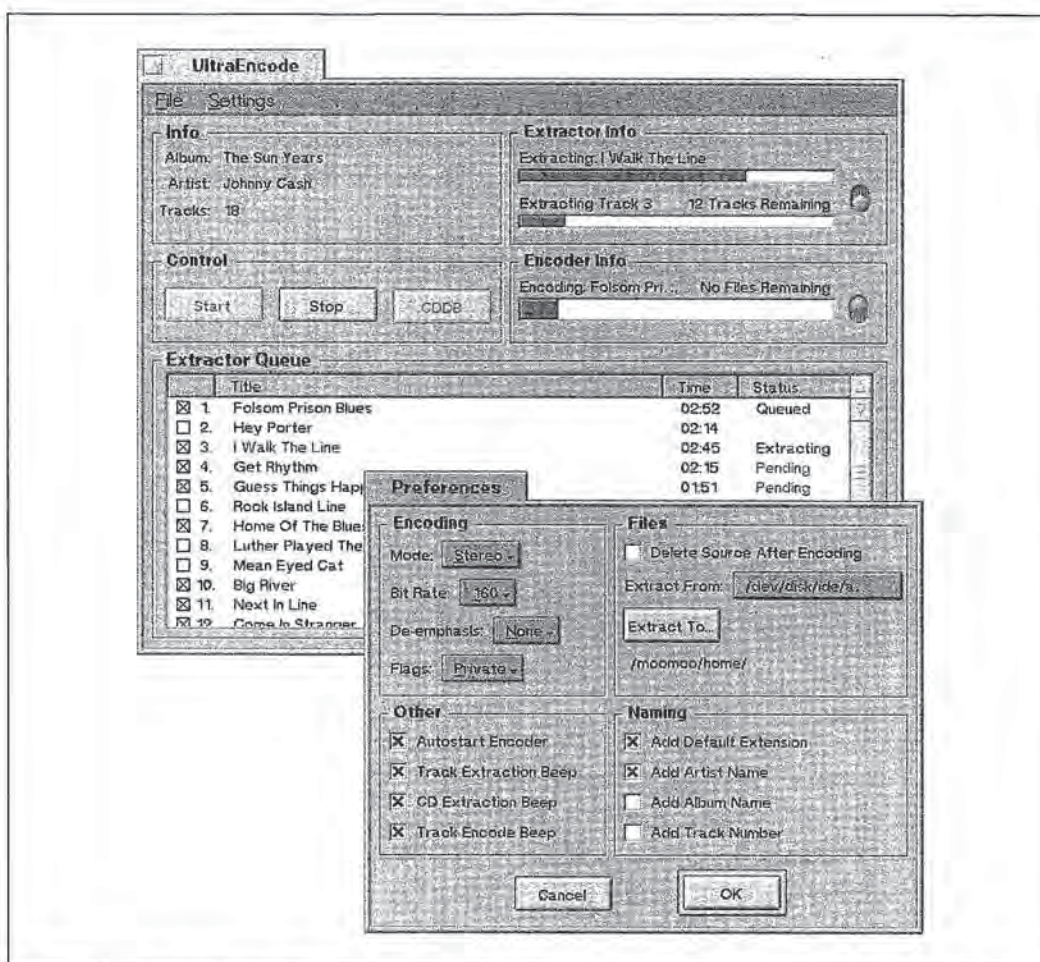 UltraEncode
File Settings
Info
Album: The Sun Years
Artist: Johnny Cash
Tracks: 18
Extractor Info
Extracting: I Walk The Line
Extracting Track 3 12 Tracks Remaining
Control
Start Stop CDDB
Encoder Info
Encoding: Folsom Pri... No Files Remaining
Extractor Queue
Title Time Status
1. Folsom Prison Blues 02:52 Queued
2. Hey Porter 02:14
3. I Walk The Line 02:45 Extracting
4. Get Rhythm 02:15 Pending
5. Guess Things Happ 01:51 Pending
6. Rock Island Line
7. Home Of The Blues
8. Luther Played The
9. Mean Eyed Cat
10. Big River
11. Next In Line
12. Come In Stranger
Preferences
Encoding
Mode: Stereo
Bit Rate: 160
De-emphasis: None
Flags: Private
Files
Delete Source After Encoding
Extract From: /dev/disk/ide/a..
Extract To...
/moomoo/home/
Other
Autostart Encoder
Track Extraction Beep
CD Extraction Beep
Track Encode Beep
Naming
Add Default Extension
Add Artist Name
Add Album Name
Add Track Number
Cancel OK